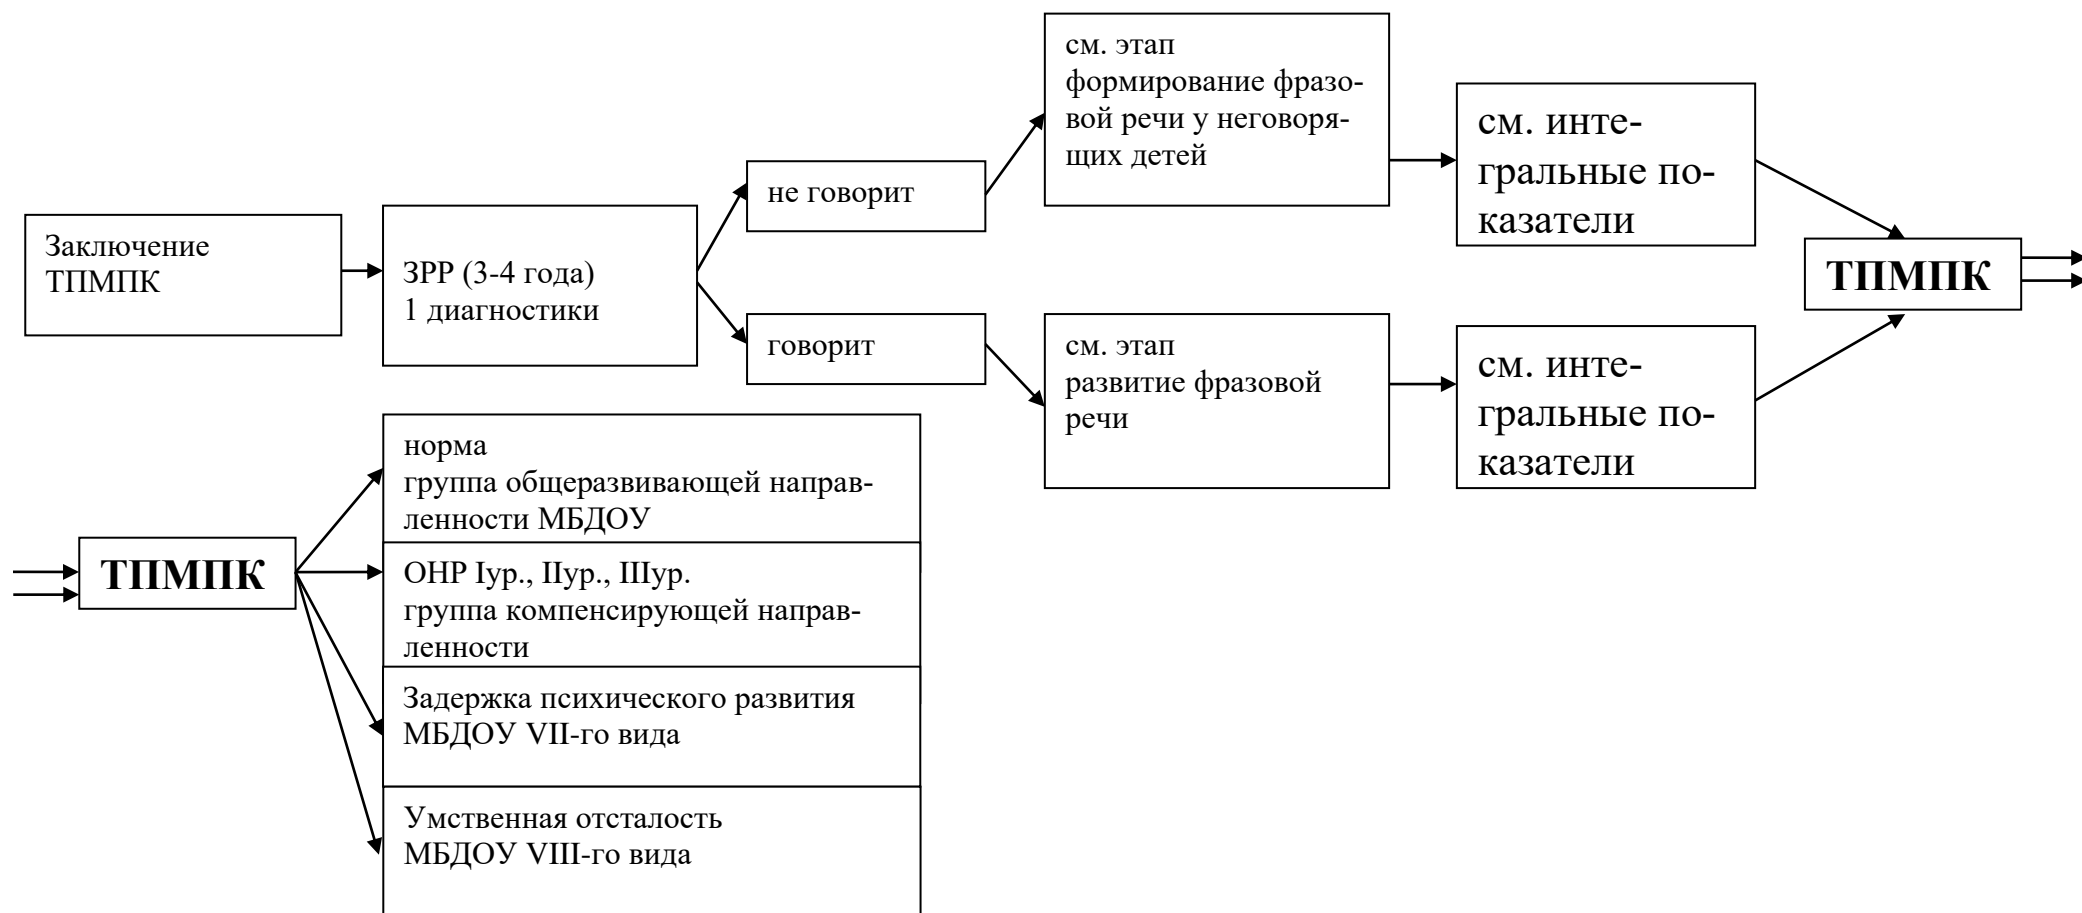 Заключение
ТПМПК
ЗРР (3-4 года)
1 диагностики
не говорит
см. этап
формирование фразо-
вой речи у неговоря-
щих детей
см. инте-
гральные по-
казатели
говорит
см. этап
развитие фразовой
речи
см. инте-
гральные по-
казатели
ТПМПК
ТПМПК
норма
группа общеразвивающей направ-
ленности МБДОУ
ОНР Iур., IIур., IIIур.
группа компенсирующей направ-
ленности
Задержка психического развития
МБДОУ VII-го вида
Умственная отсталость
МБДОУ VIII-го вида